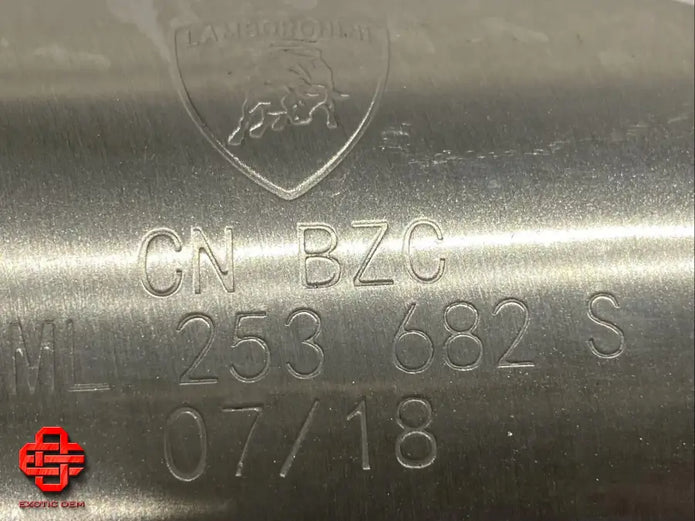 LAMBORGHINI
CN BZC
ML 253 682 S
07/18
EXOTIC OEM